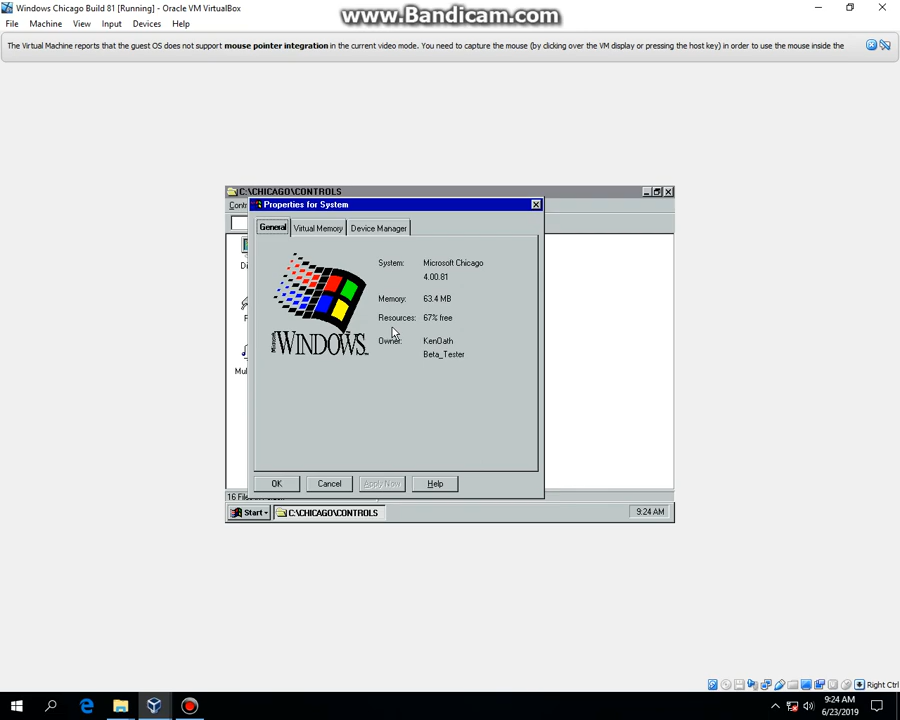 www.Bandicam.com
Windows Chicago Build 81 [Running] - Oracle VM VirtualBox
File Machine View Input Devices Help
The Virtual Machine reports that the guest OS does not support mouse pointer integration in the current video mode. You need to capture the mouse (by clicking over the VM display or pressing the host key) in order to use the mouse inside the
C:\CHICAGO\CONTROLS
Properties for System
General Virtual Memory Device Manager
System: Microsoft Chicago
4.00.81
Memory: 63.4 MB
Resources: 67% free
Owner: KenOath
Beta_Tester
Microsoft WINDOWS
OK Cancel Apply Now Help
Start C:\CHICAGO\CONTROLS 9:24 AM
Right Ctrl
9:24 AM
6/23/2019